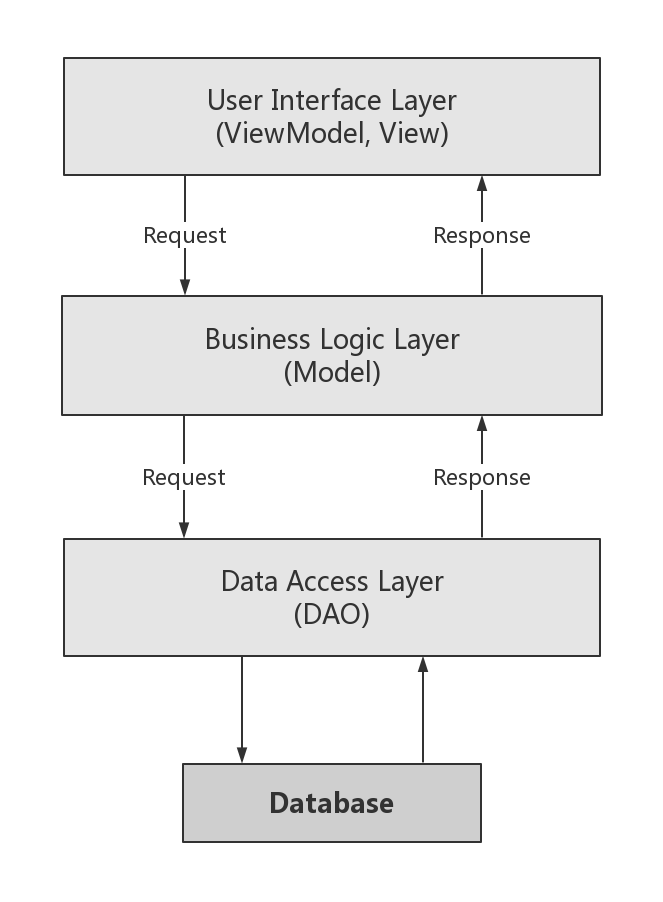 User Interface Layer
(ViewModel, View)
Request
Response
Business Logic Layer
(Model)
Request
Response
Data Access Layer
(DAO)
Database